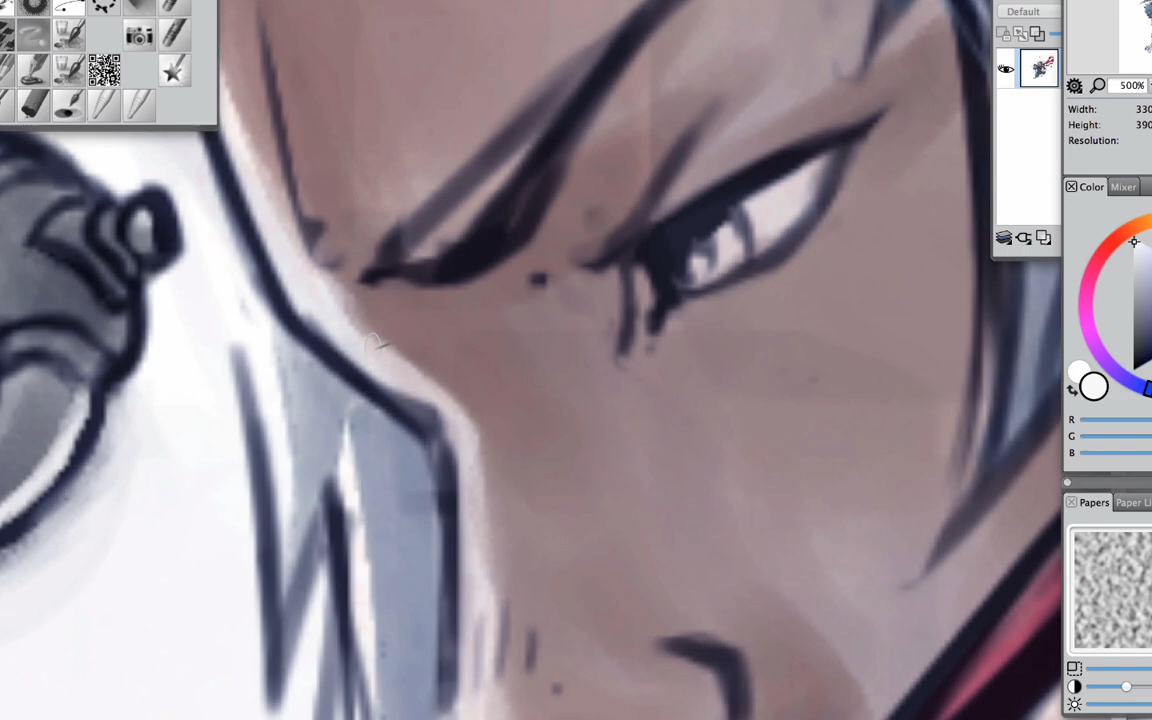 Default
500%
Width: 330
Height: 390
Resolution:
Color Mixer
R
G
B
Papers Paper Li